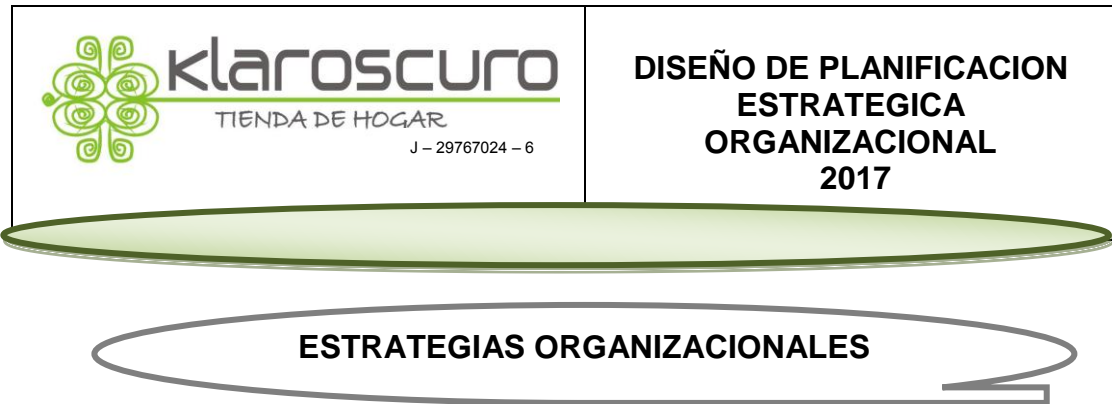 Klaroscuro
TIENDA DE HOGAR
J – 29767024 – 6
DISEÑO DE PLANIFICACION
ESTRATEGICA
ORGANIZACIONAL
2017
ESTRATEGIAS ORGANIZACIONALES